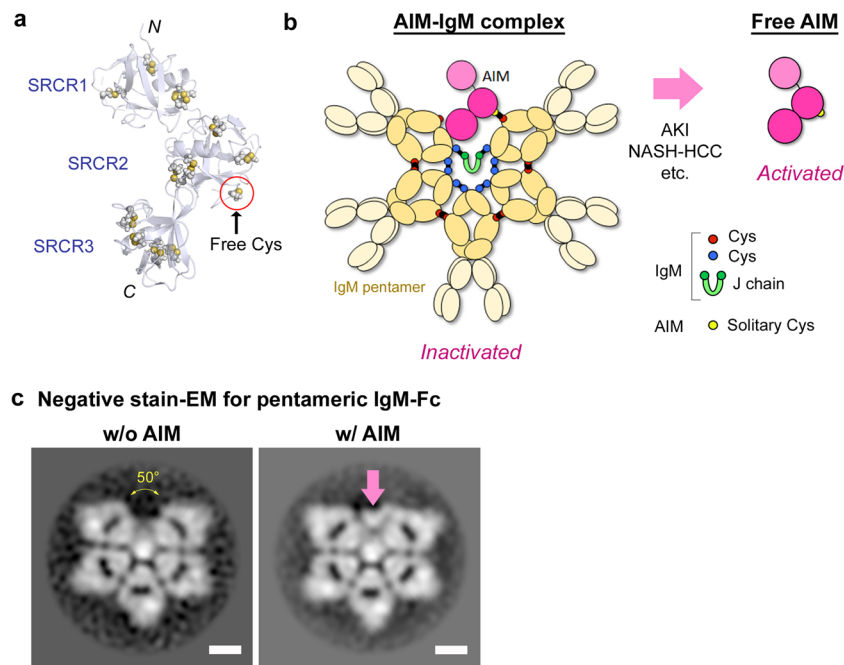 a
N
SRCR1
SRCR2
SRCR3
Free Cys
C
b
AIM-IgM complex
Free AIM
AIM
AKI
NASH-HCC
etc.
Activated
IgM pentamer
Inactivated
IgM
Cys
Cys
J chain
AIM
Solitary Cys
c Negative stain-EM for pentameric IgM-Fc
w/o AIM
w/ AIM
50°